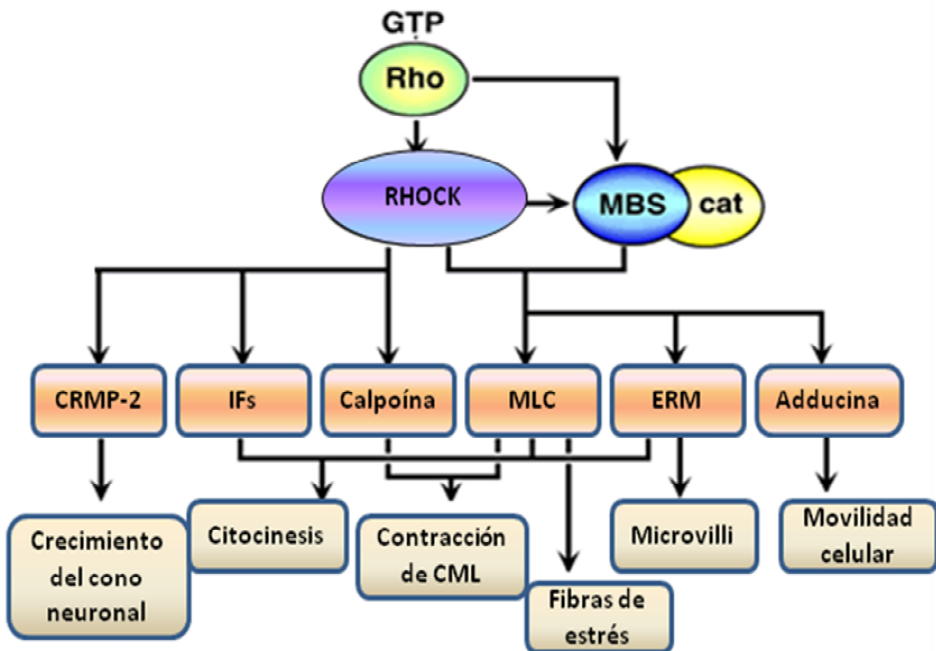 GTP
Rho
RHOCK
MBS
cat
CRMP-2
IFs
Calpoína
MLC
ERM
Adducina
Crecimiento
del cono
neuronal
Citocinesis
Contracción
de CML
Fibras de
estrés
Microvilli
Movilidad
celular